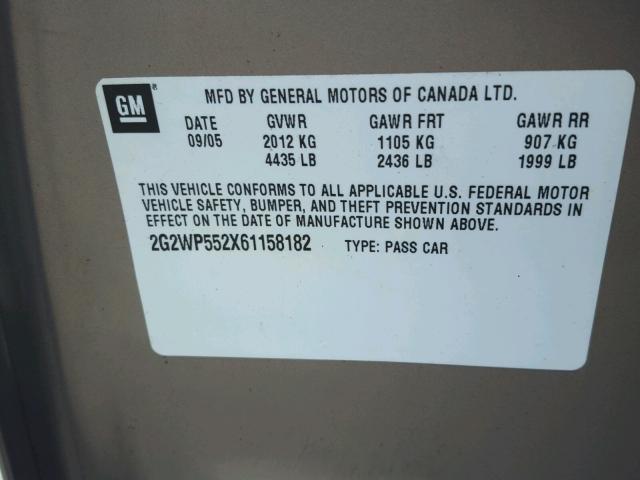 GM ®
MFD BY GENERAL MOTORS OF CANADA LTD.
DATE GVWR GAWR FRT GAWR RR
09/05 2012 KG 1105 KG 907 KG
4435 LB 2436 LB 1999 LB
THIS VEHICLE CONFORMS TO ALL APPLICABLE U.S. FEDERAL MOTOR
VEHICLE SAFETY, BUMPER, AND THEFT PREVENTION STANDARDS IN
EFFECT ON THE DATE OF MANUFACTURE SHOWN ABOVE.
2G2WP552X61158182 TYPE: PASS CAR